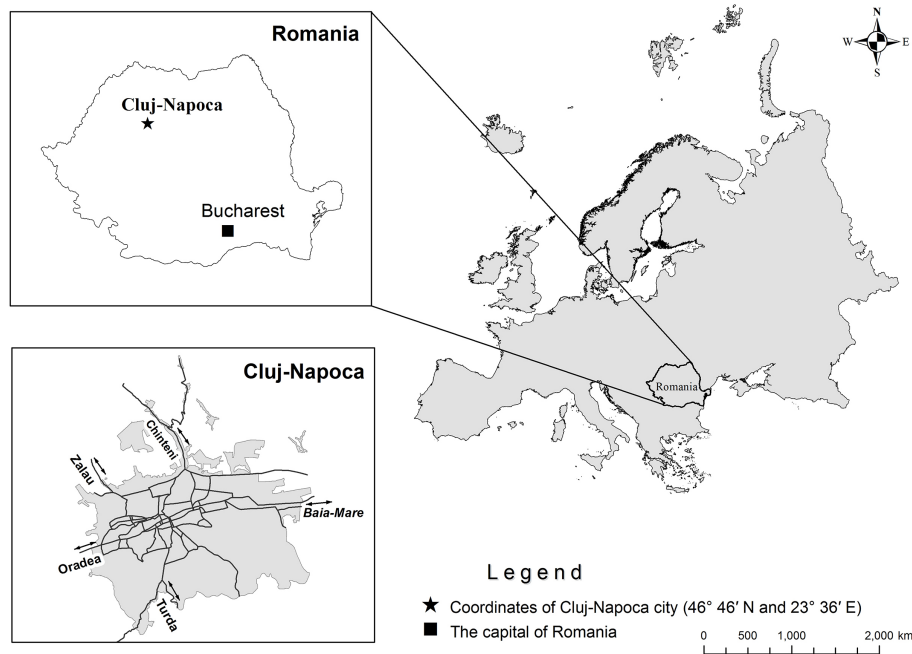 Romania
Cluj-Napoca
Bucharest
N
W E
S
Romania
Cluj-Napoca
Chinteni
Zalau
Baia-Mare
Oradea
Turda
Legend
Coordinates of Cluj-Napoca city (46° 46′ N and 23° 36′ E)
The capital of Romania
0 500 1,000 2,000 km